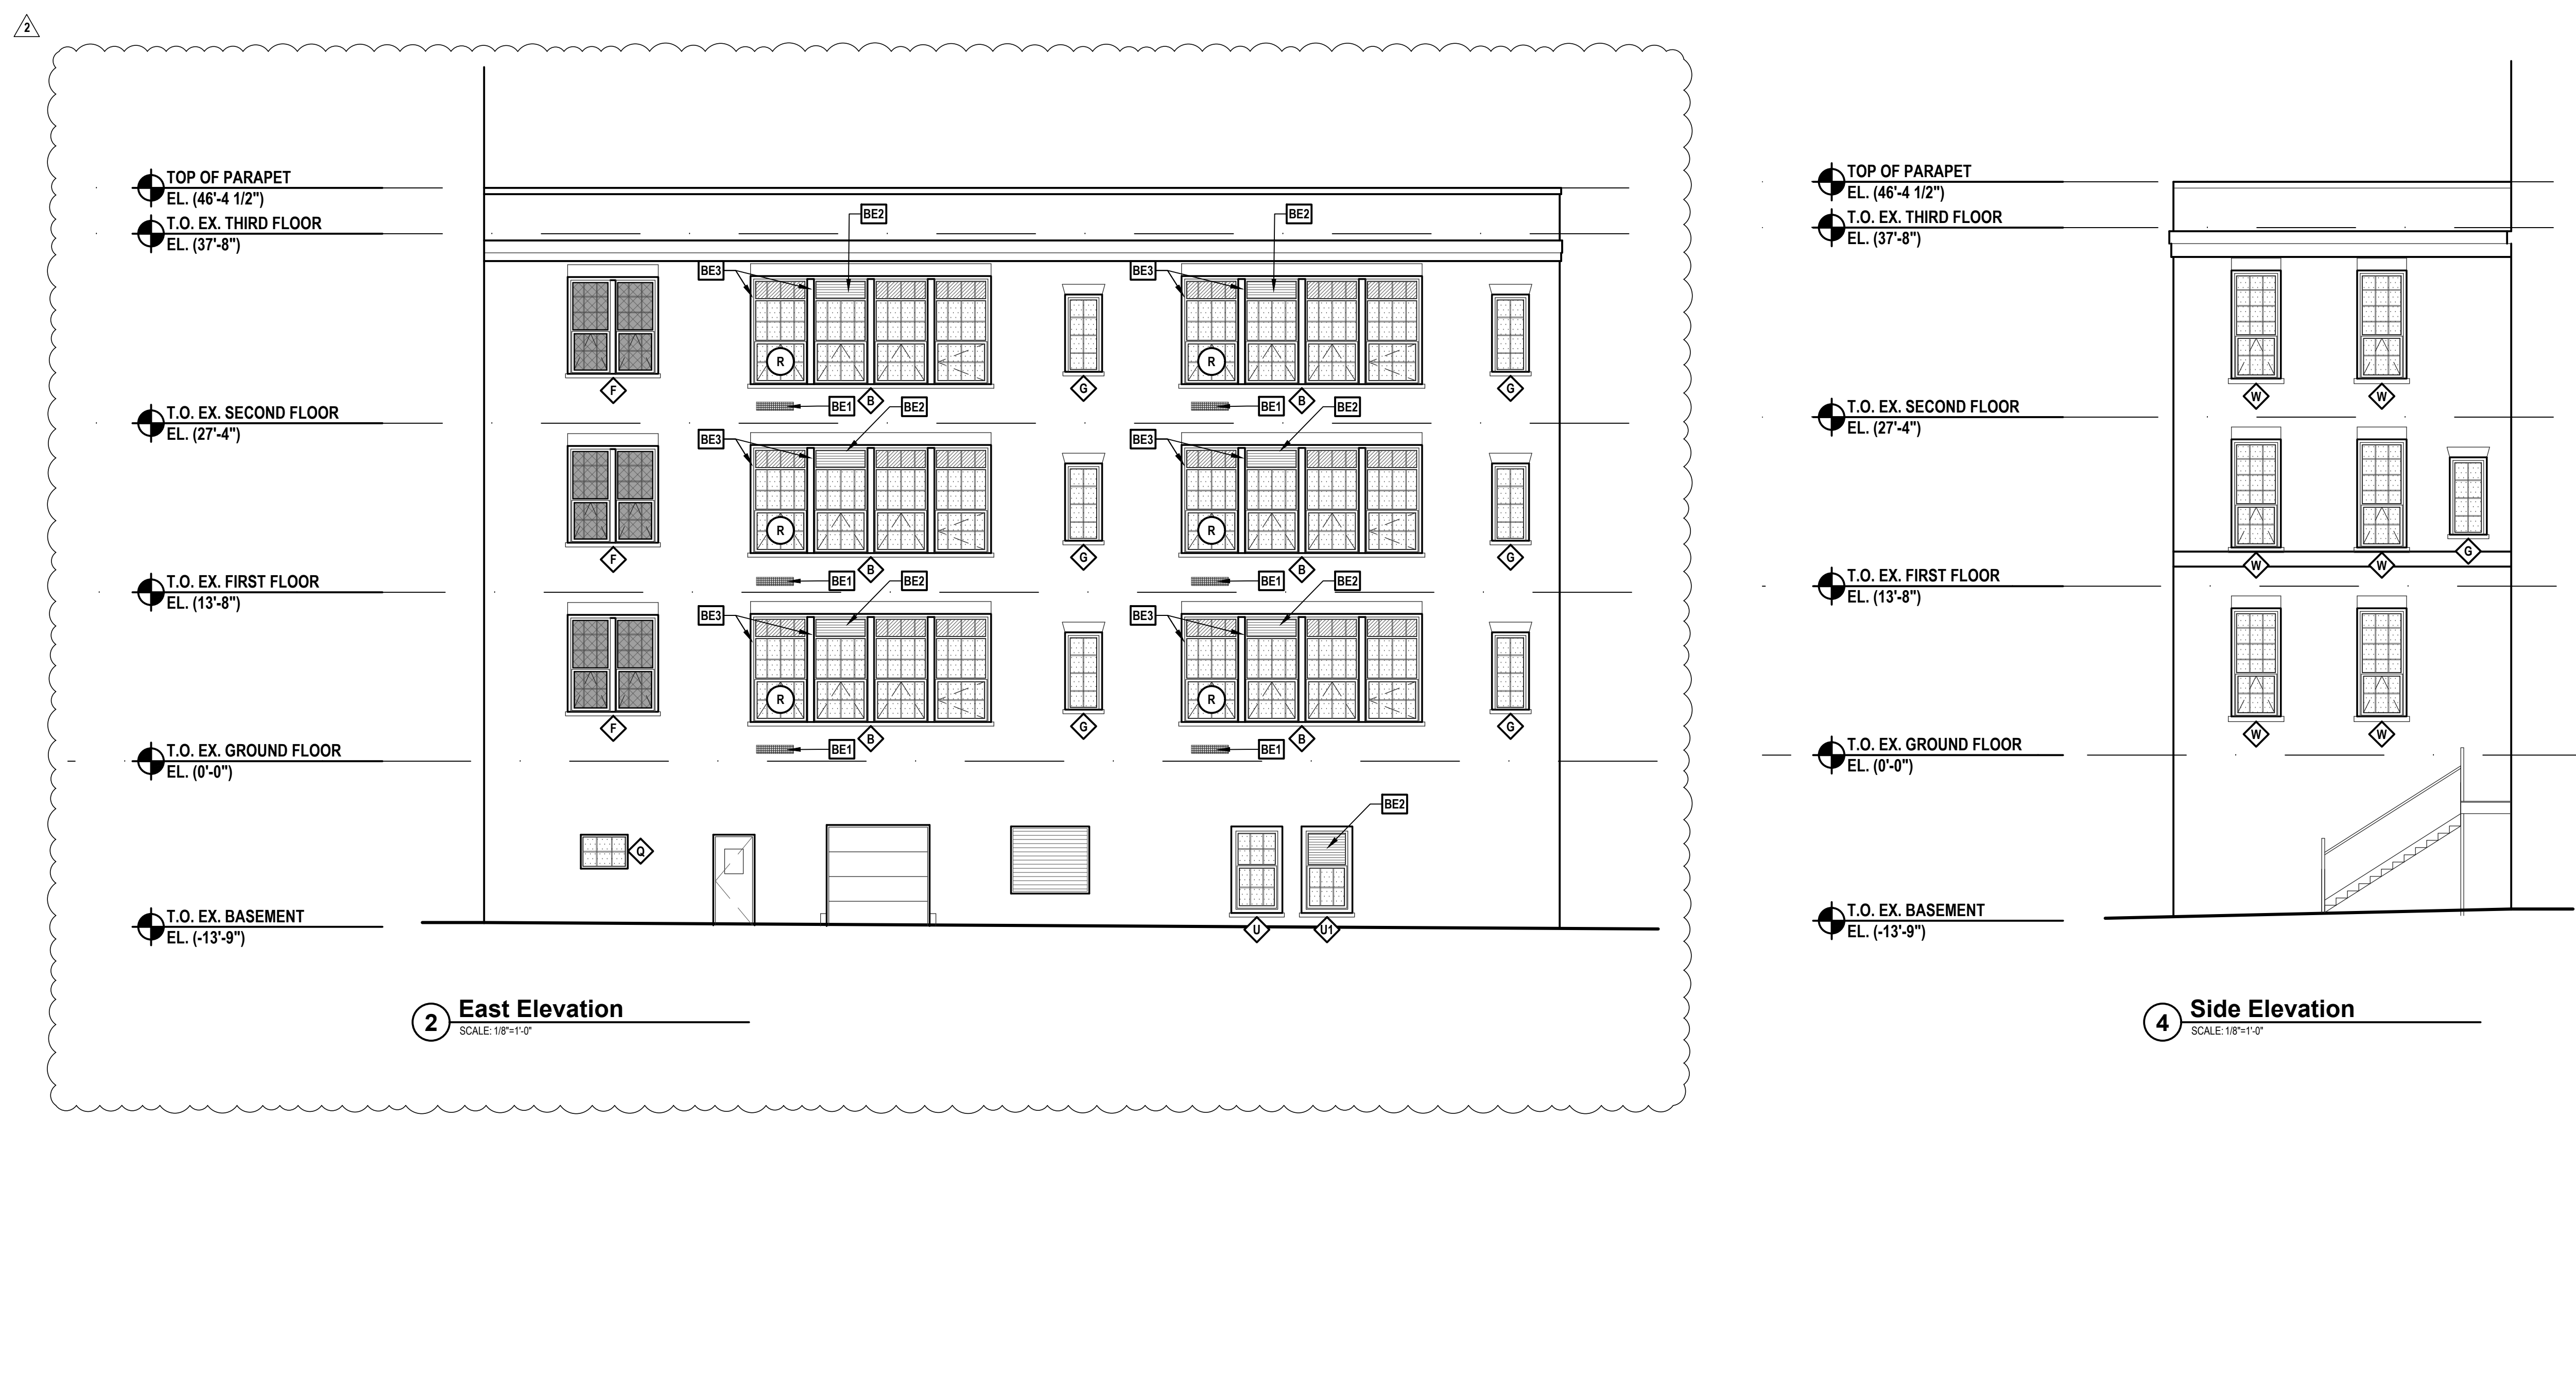 2
TOP OF PARAPET
EL. (46'-4 1/2")
T.O. EX. THIRD FLOOR
EL. (37'-8")
BE2
BE2
BE3
BE3
R
R
F
G
G
B
B
BE1
BE2
BE1
BE2
T.O. EX. SECOND FLOOR
EL. (27'-4")
BE3
BE3
R
R
F
G
G
B
B
BE1
BE2
BE1
BE2
T.O. EX. FIRST FLOOR
EL. (13'-8")
BE3
BE3
R
R
F
G
G
B
B
BE1
BE1
T.O. EX. GROUND FLOOR
EL. (0'-0")
BE2
Q
T.O. EX. BASEMENT
EL. (-13'-9")
U
U1
2
East Elevation
SCALE: 1/8"=1'-0"
TOP OF PARAPET
EL. (46'-4 1/2")
T.O. EX. THIRD FLOOR
EL. (37'-8")
W
W
T.O. EX. SECOND FLOOR
EL. (27'-4")
G
W
W
T.O. EX. FIRST FLOOR
EL. (13'-8")
W
W
T.O. EX. GROUND FLOOR
EL. (0'-0")
T.O. EX. BASEMENT
EL. (-13'-9")
4
Side Elevation
SCALE: 1/8"=1'-0"